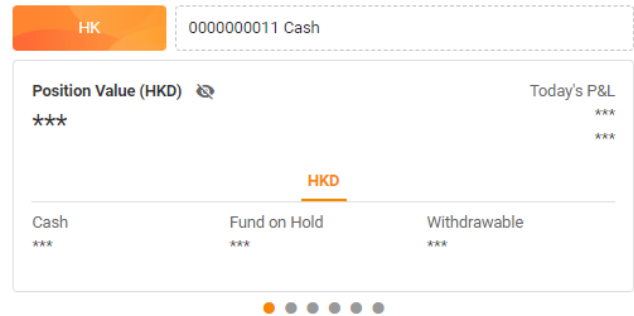 HK
0000000011 Cash
Position Value (HKD)
Today's P&L
***
***
***
HKD
Cash
Fund on Hold
Withdrawable
***
***
***